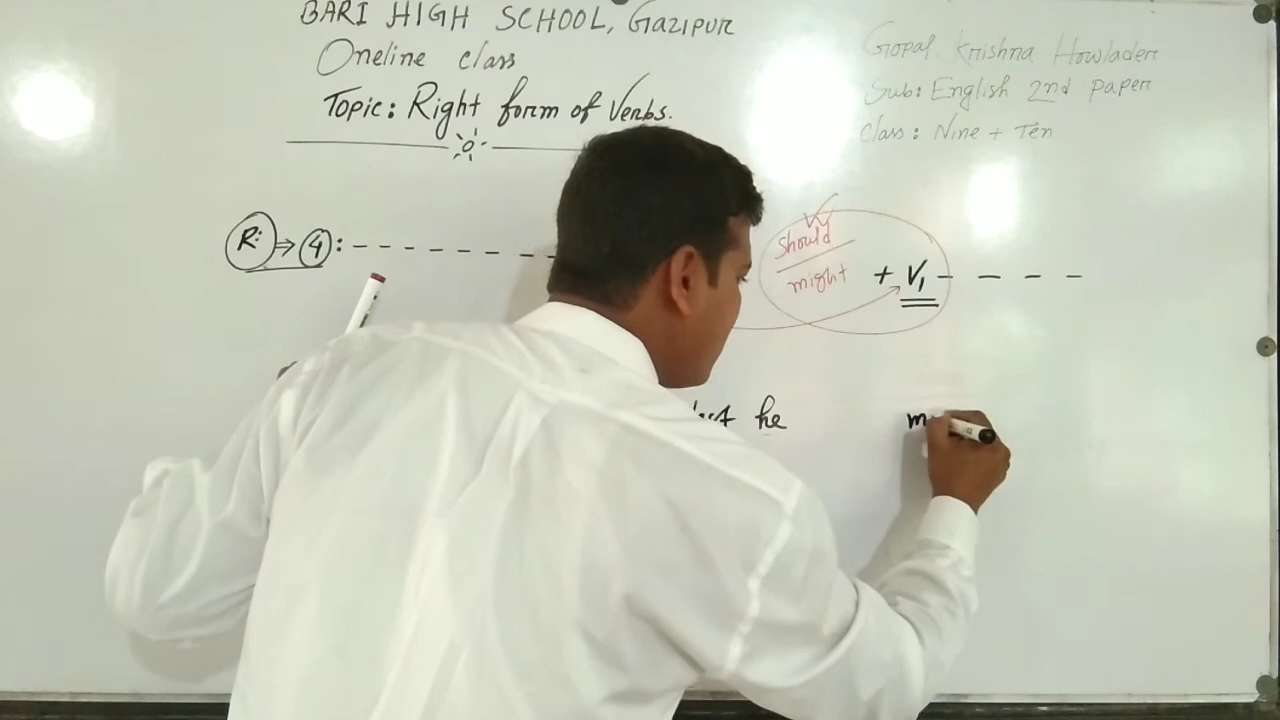 BARI HIGH SCHOOL, Gazipur
Oneline class
Topic: Right form of Verbs.
Gopal Krishna Howlader
Sub: English 2nd paper
Class: Nine + Ten
R: ⇒ 4: - - - - - - - -
should
might + V₁ - - - -
he